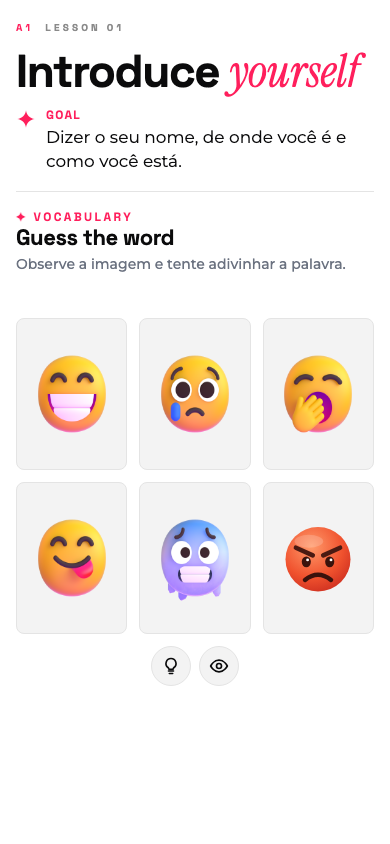 A1 LESSON 01
Introduce yourself
GOAL
Dizer o seu nome, de onde você é e
como você está.
VOCABULARY
Guess the word
Observe a imagem e tente adivinhar a palavra.